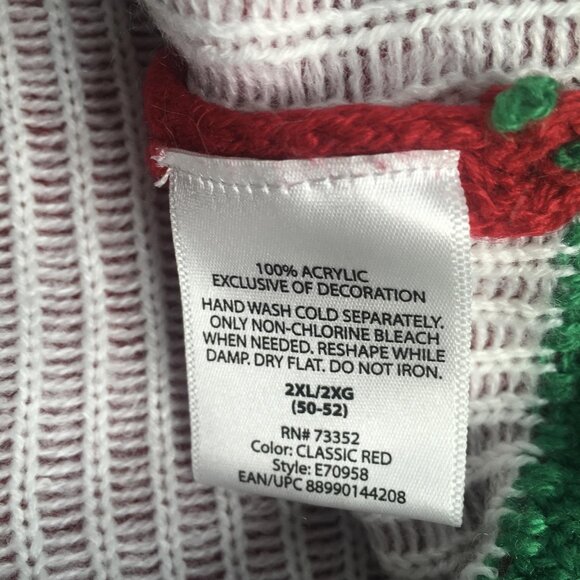 100% ACRYLIC
EXCLUSIVE OF DECORATION
HAND WASH COLD SEPARATELY.
ONLY NON-CHLORINE BLEACH
WHEN NEEDED. RESHAPE WHILE
DAMP. DRY FLAT. DO NOT IRON.
2XL/2XG
(50-52)
RN# 73352
Color: CLASSIC RED
Style: E70958
EAN/UPC 88990144208